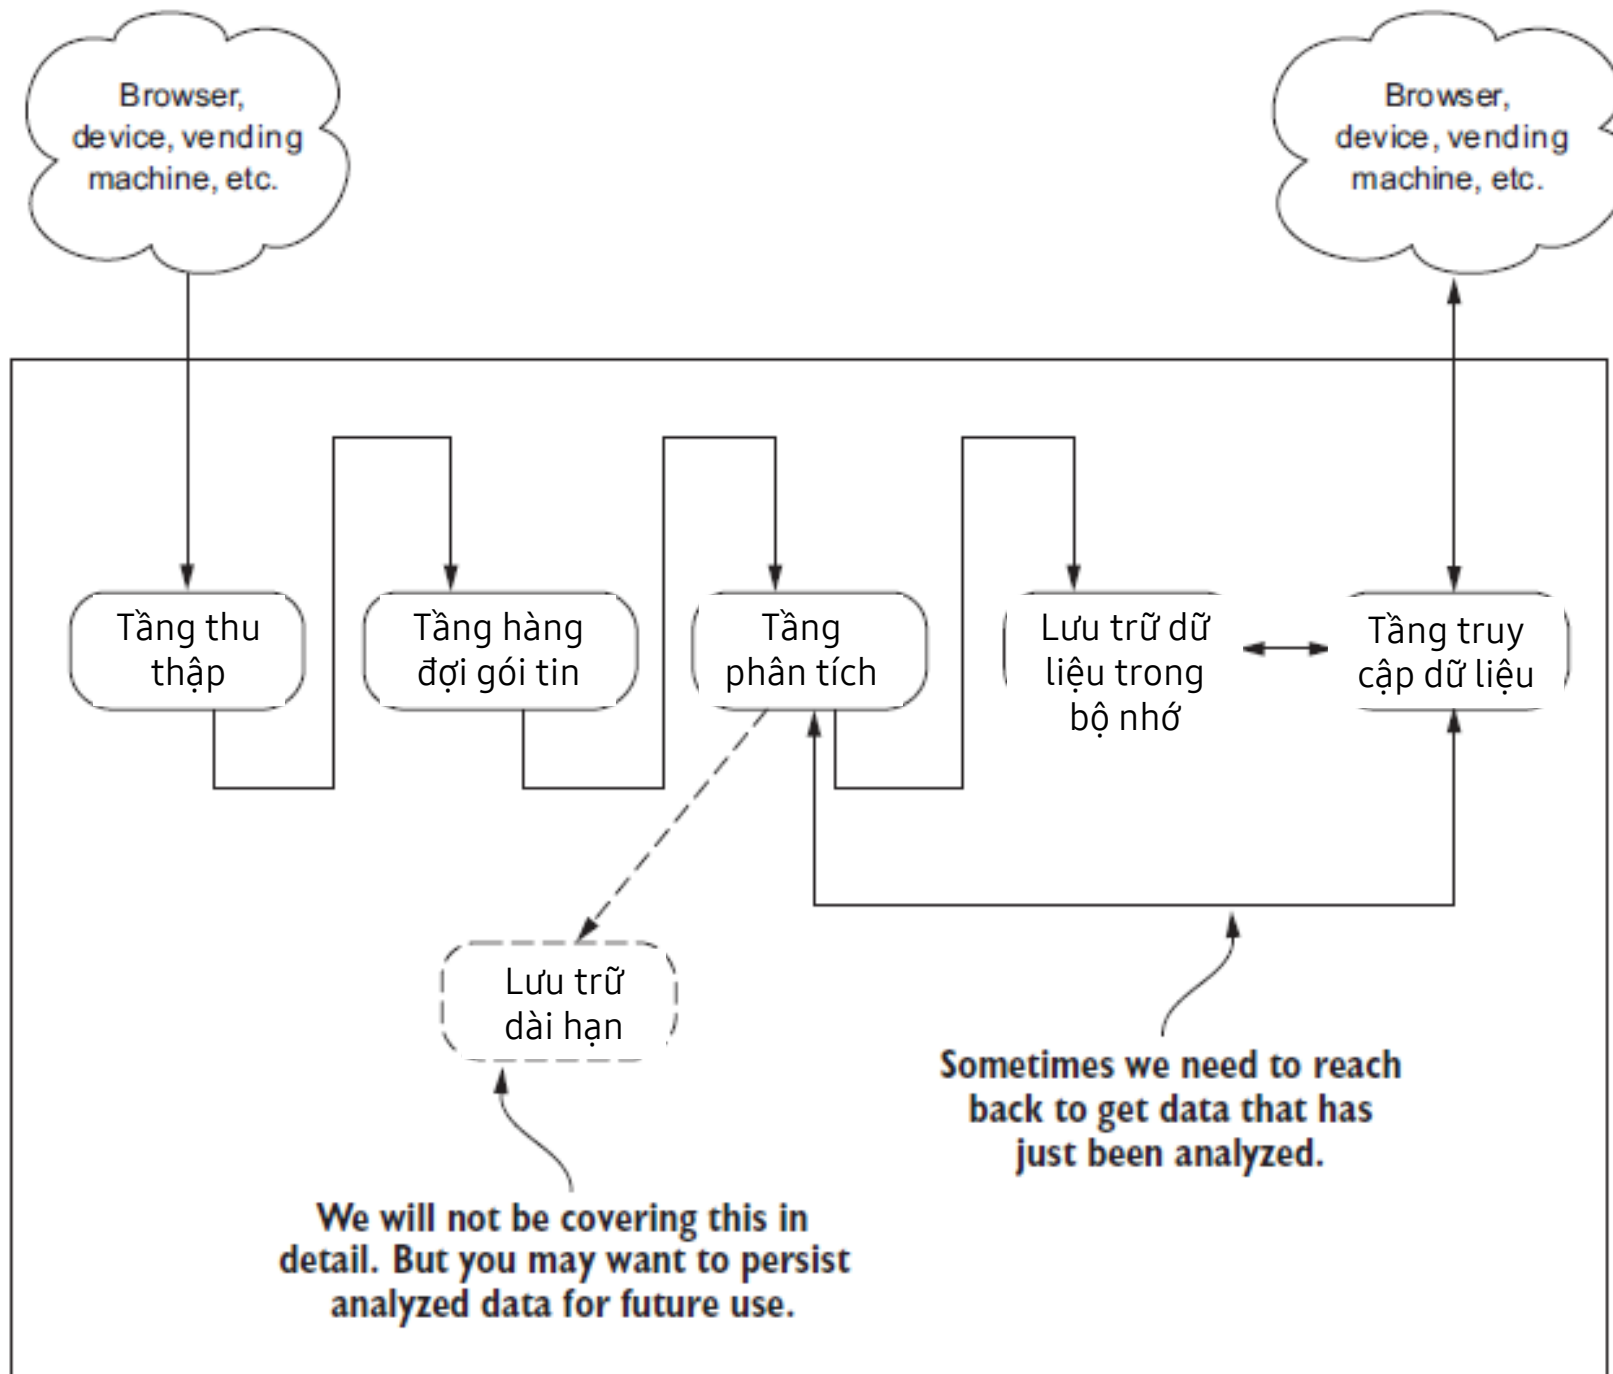 Browser,
device, vending
machine, etc.
Browser,
device, vending
machine, etc.
Tầng thu
thập
Tầng hàng
đợi gói tin
Tầng
phân tích
Lưu trữ dữ
liệu trong
bộ nhớ
Tầng truy
cập dữ liệu
Lưu trữ
dài hạn
Sometimes we need to reach
back to get data that has
just been analyzed.
We will not be covering this in
detail. But you may want to persist
analyzed data for future use.